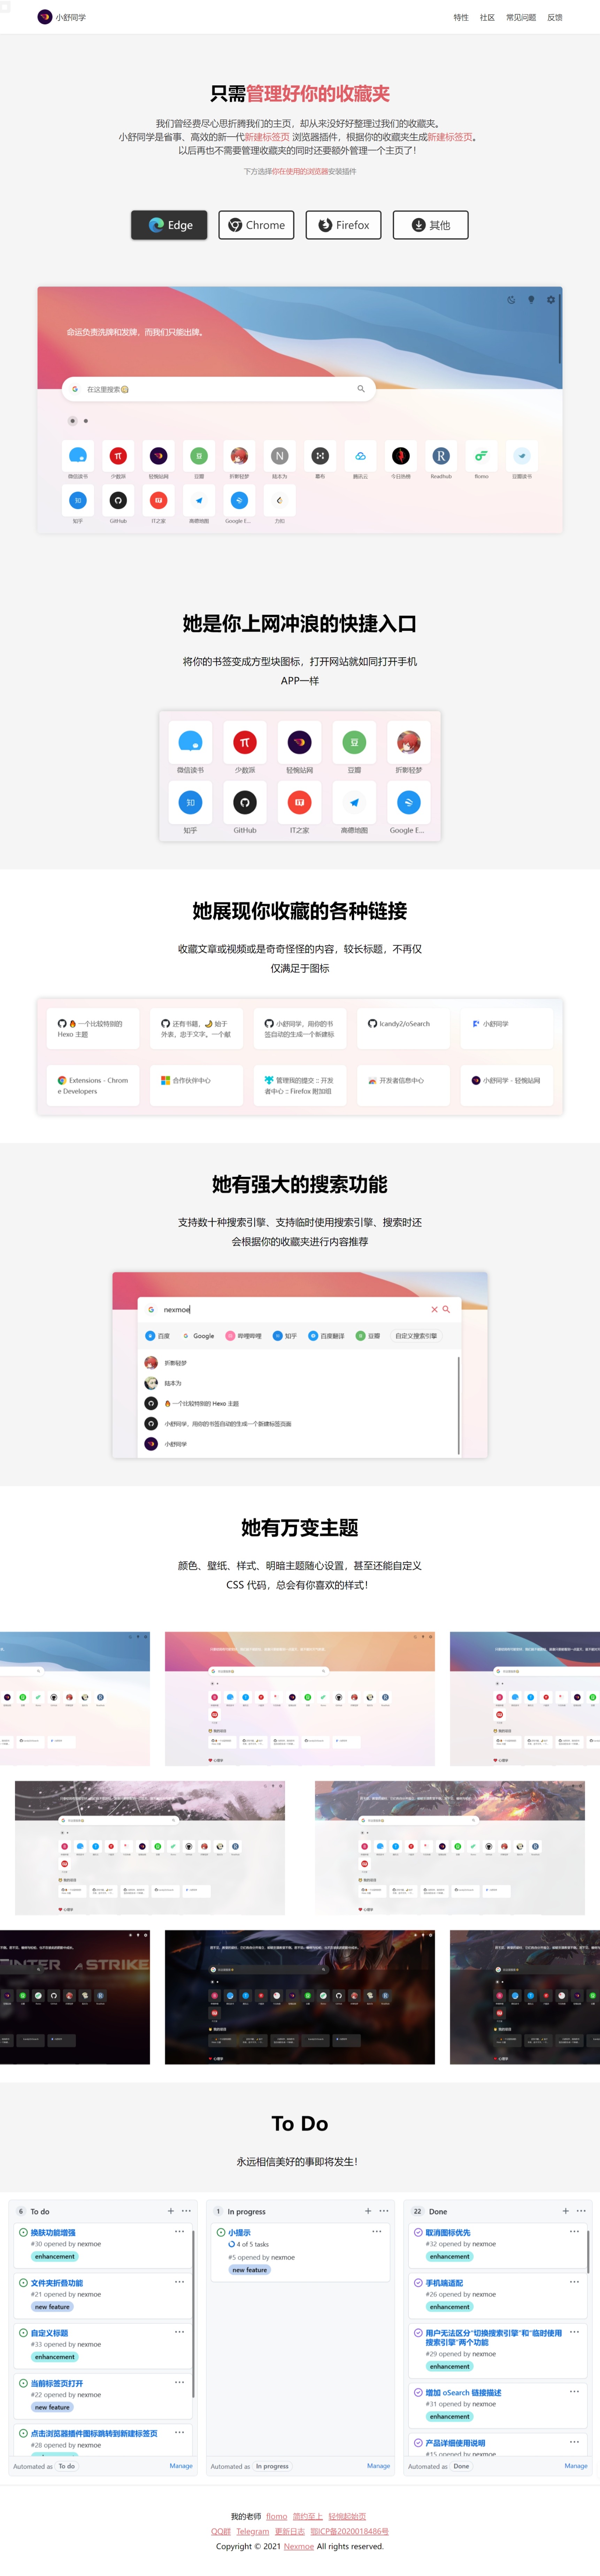 小舒同学
特性 社区 常见问题 反馈
只需管理好你的收藏夹
我们曾经费尽心思折腾我们的主页，却从来没好好整理过我们的收藏夹。
小舒同学是省事、高效的新一代新建标签页 浏览器插件，根据你的收藏夹生成新建标签页。
以后再也不需要管理收藏夹的同时还要额外管理一个主页了！
下方选择你在使用的浏览器安装插件
Edge Chrome Firefox 其他
命运负责洗牌和发牌，而我们只能出牌。
在这里搜索
微信读书 少数派 轻惋站网 豆瓣 折影轻梦 陆本为 幕布 腾讯云 今日热榜 Readhub flomo 豆瓣读书
知乎 GitHub IT之家 高德地图 Google E... 力扣
她是你上网冲浪的快捷入口
将你的书签变成方型块图标，打开网站就如同打开手机
APP一样
微信读书 少数派 轻惋站网 豆瓣 折影轻梦
知乎 GitHub IT之家 高德地图 Google E...
她展现你收藏的各种链接
收藏文章或视频或是奇奇怪怪的内容，较长标题，不再仅
仅满足于图标
🔥 一个比较特别的 Hexo 主题
还有书籍，🌙 始于外表，忠于文字。一个献
小舒同学，用你的书签自动的生成一个新建标
lcandy2/oSearch
小舒同学
Extensions - Chrome Developers
合作伙伴中心
管理我的提交 :: 开发者中心 :: Firefox 附加组
开发者信息中心
小舒同学 - 轻惋站网
她有强大的搜索功能
支持数十种搜索引擎、支持临时使用搜索引擎、搜索时还
会根据你的收藏夹进行内容推荐
nexmoe
百度 Google 哔哩哔哩 知乎 百度翻译 豆瓣 自定义搜索引擎
折影轻梦
陆本为
🔥 一个比较特别的 Hexo 主题
小舒同学，用你的书签自动的生成一个新建标签页面
小舒同学
她有万变主题
颜色、壁纸、样式、明暗主题随心设置，甚至还能自定义
CSS 代码，总会有你喜欢的样式！
To Do
永远相信美好的事即将发生！
6 To do
换肤功能增强
#30 opened by nexmoe
enhancement
文件夹折叠功能
#21 opened by nexmoe
new feature
自定义标题
#33 opened by nexmoe
enhancement
当前标签页打开
#22 opened by nexmoe
new feature
点击浏览器插件图标跳转到新建标签页
#28 opened by nexmoe
Automated as To do Manage
1 In progress
小提示
4 of 5 tasks
#5 opened by nexmoe
new feature
Automated as In progress Manage
22 Done
取消图标优先
#32 opened by nexmoe
enhancement
手机端适配
#26 opened by nexmoe
enhancement
用户无法区分“切换搜索引擎”和“临时使用
搜索引擎”两个功能
#29 opened by nexmoe
enhancement
增加 oSearch 链接描述
#31 opened by nexmoe
enhancement
产品详细使用说明
#15 opened by nexmoe
Automated as Done Manage
我的老师 flomo 简约至上 轻惋起始页
QQ群 Telegram 更新日志 鄂ICP备2020018486号
Copyright © 2021 Nexmoe All rights reserved.